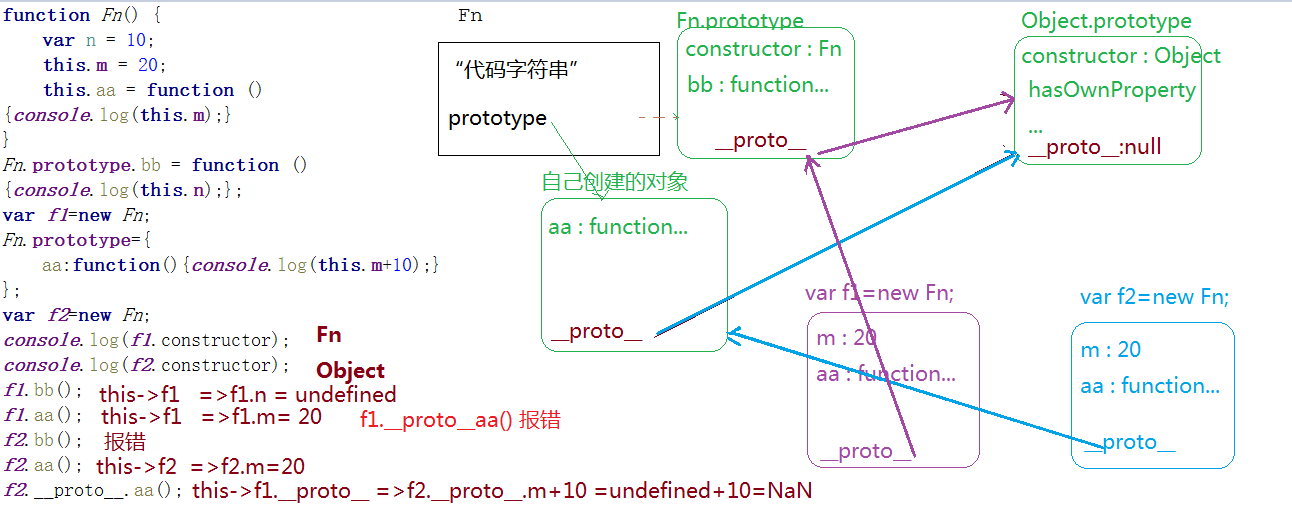 function Fn() {
var n = 10;
this.m = 20;
this.aa = function ()
{console.log(this.m);}
}
Fn.prototype.bb = function ()
{console.log(this.n);};
var f1=new Fn;
Fn.prototype={
aa:function(){console.log(this.m+10);}
};
var f2=new Fn;
console.log(f1.constructor); Fn
console.log(f2.constructor); Object
f1.bb(); this->f1 =>f1.n = undefined
f1.aa(); this->f1 =>f1.m= 20 f1.__proto__aa() 报错
f2.bb(); 报错
f2.aa(); this->f2 =>f2.m=20
f2.__proto__.aa(); this->f1.__proto__ =>f2.__proto__.m+10 =undefined+10=NaN
Fn
“代码字符串”
prototype
Fn.prototype
constructor : Fn
bb : function...
__proto__
Object.prototype
constructor : Object
hasOwnProperty
...
__proto__:null
自己创建的对象
aa : function...
__proto__
var f1=new Fn;
m : 20
aa : function...
__proto__
var f2=new Fn;
m : 20
aa : function...
__proto__